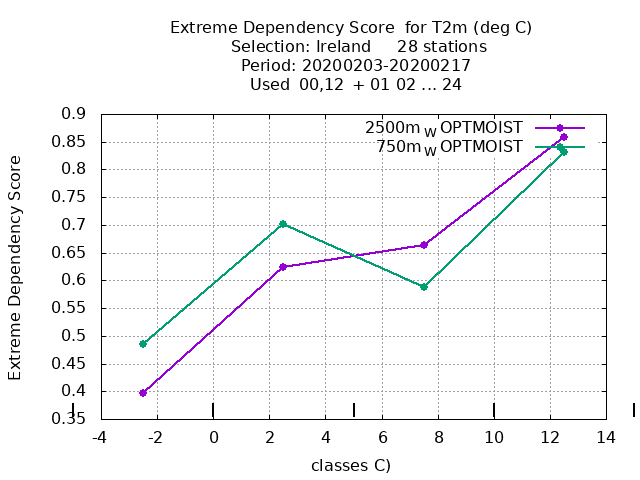 Extreme Dependency Score  for T2m (deg C)
Selection: Ireland     28 stations
Period: 20200203-20200217
Used  00,12  + 01 02 ... 24
2500m W OPTMOIST
750m W OPTMOIST
Extreme Dependency Score
0.9
0.85
0.8
0.75
0.7
0.65
0.6
0.55
0.5
0.45
0.4
0.35
-4 -2 0 2 4 6 8 10 12 14
classes C)